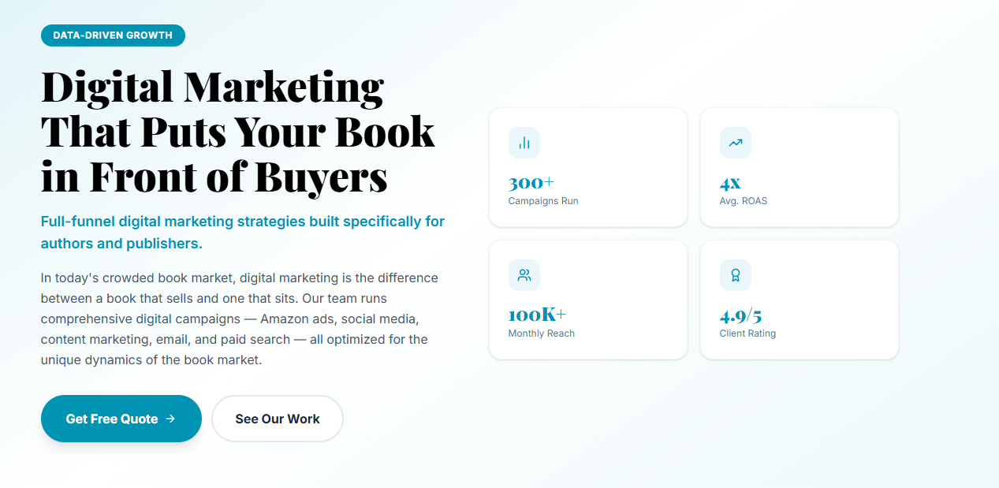 DATA-DRIVEN GROWTH
Digital Marketing
That Puts Your Book
in Front of Buyers
Full-funnel digital marketing strategies built specifically for
authors and publishers.
In today's crowded book market, digital marketing is the difference
between a book that sells and one that sits. Our team runs
comprehensive digital campaigns — Amazon ads, social media,
content marketing, email, and paid search — all optimized for the
unique dynamics of the book market.
Get Free Quote →
See Our Work
300+
Campaigns Run
4x
Avg. ROAS
100K+
Monthly Reach
4.9/5
Client Rating